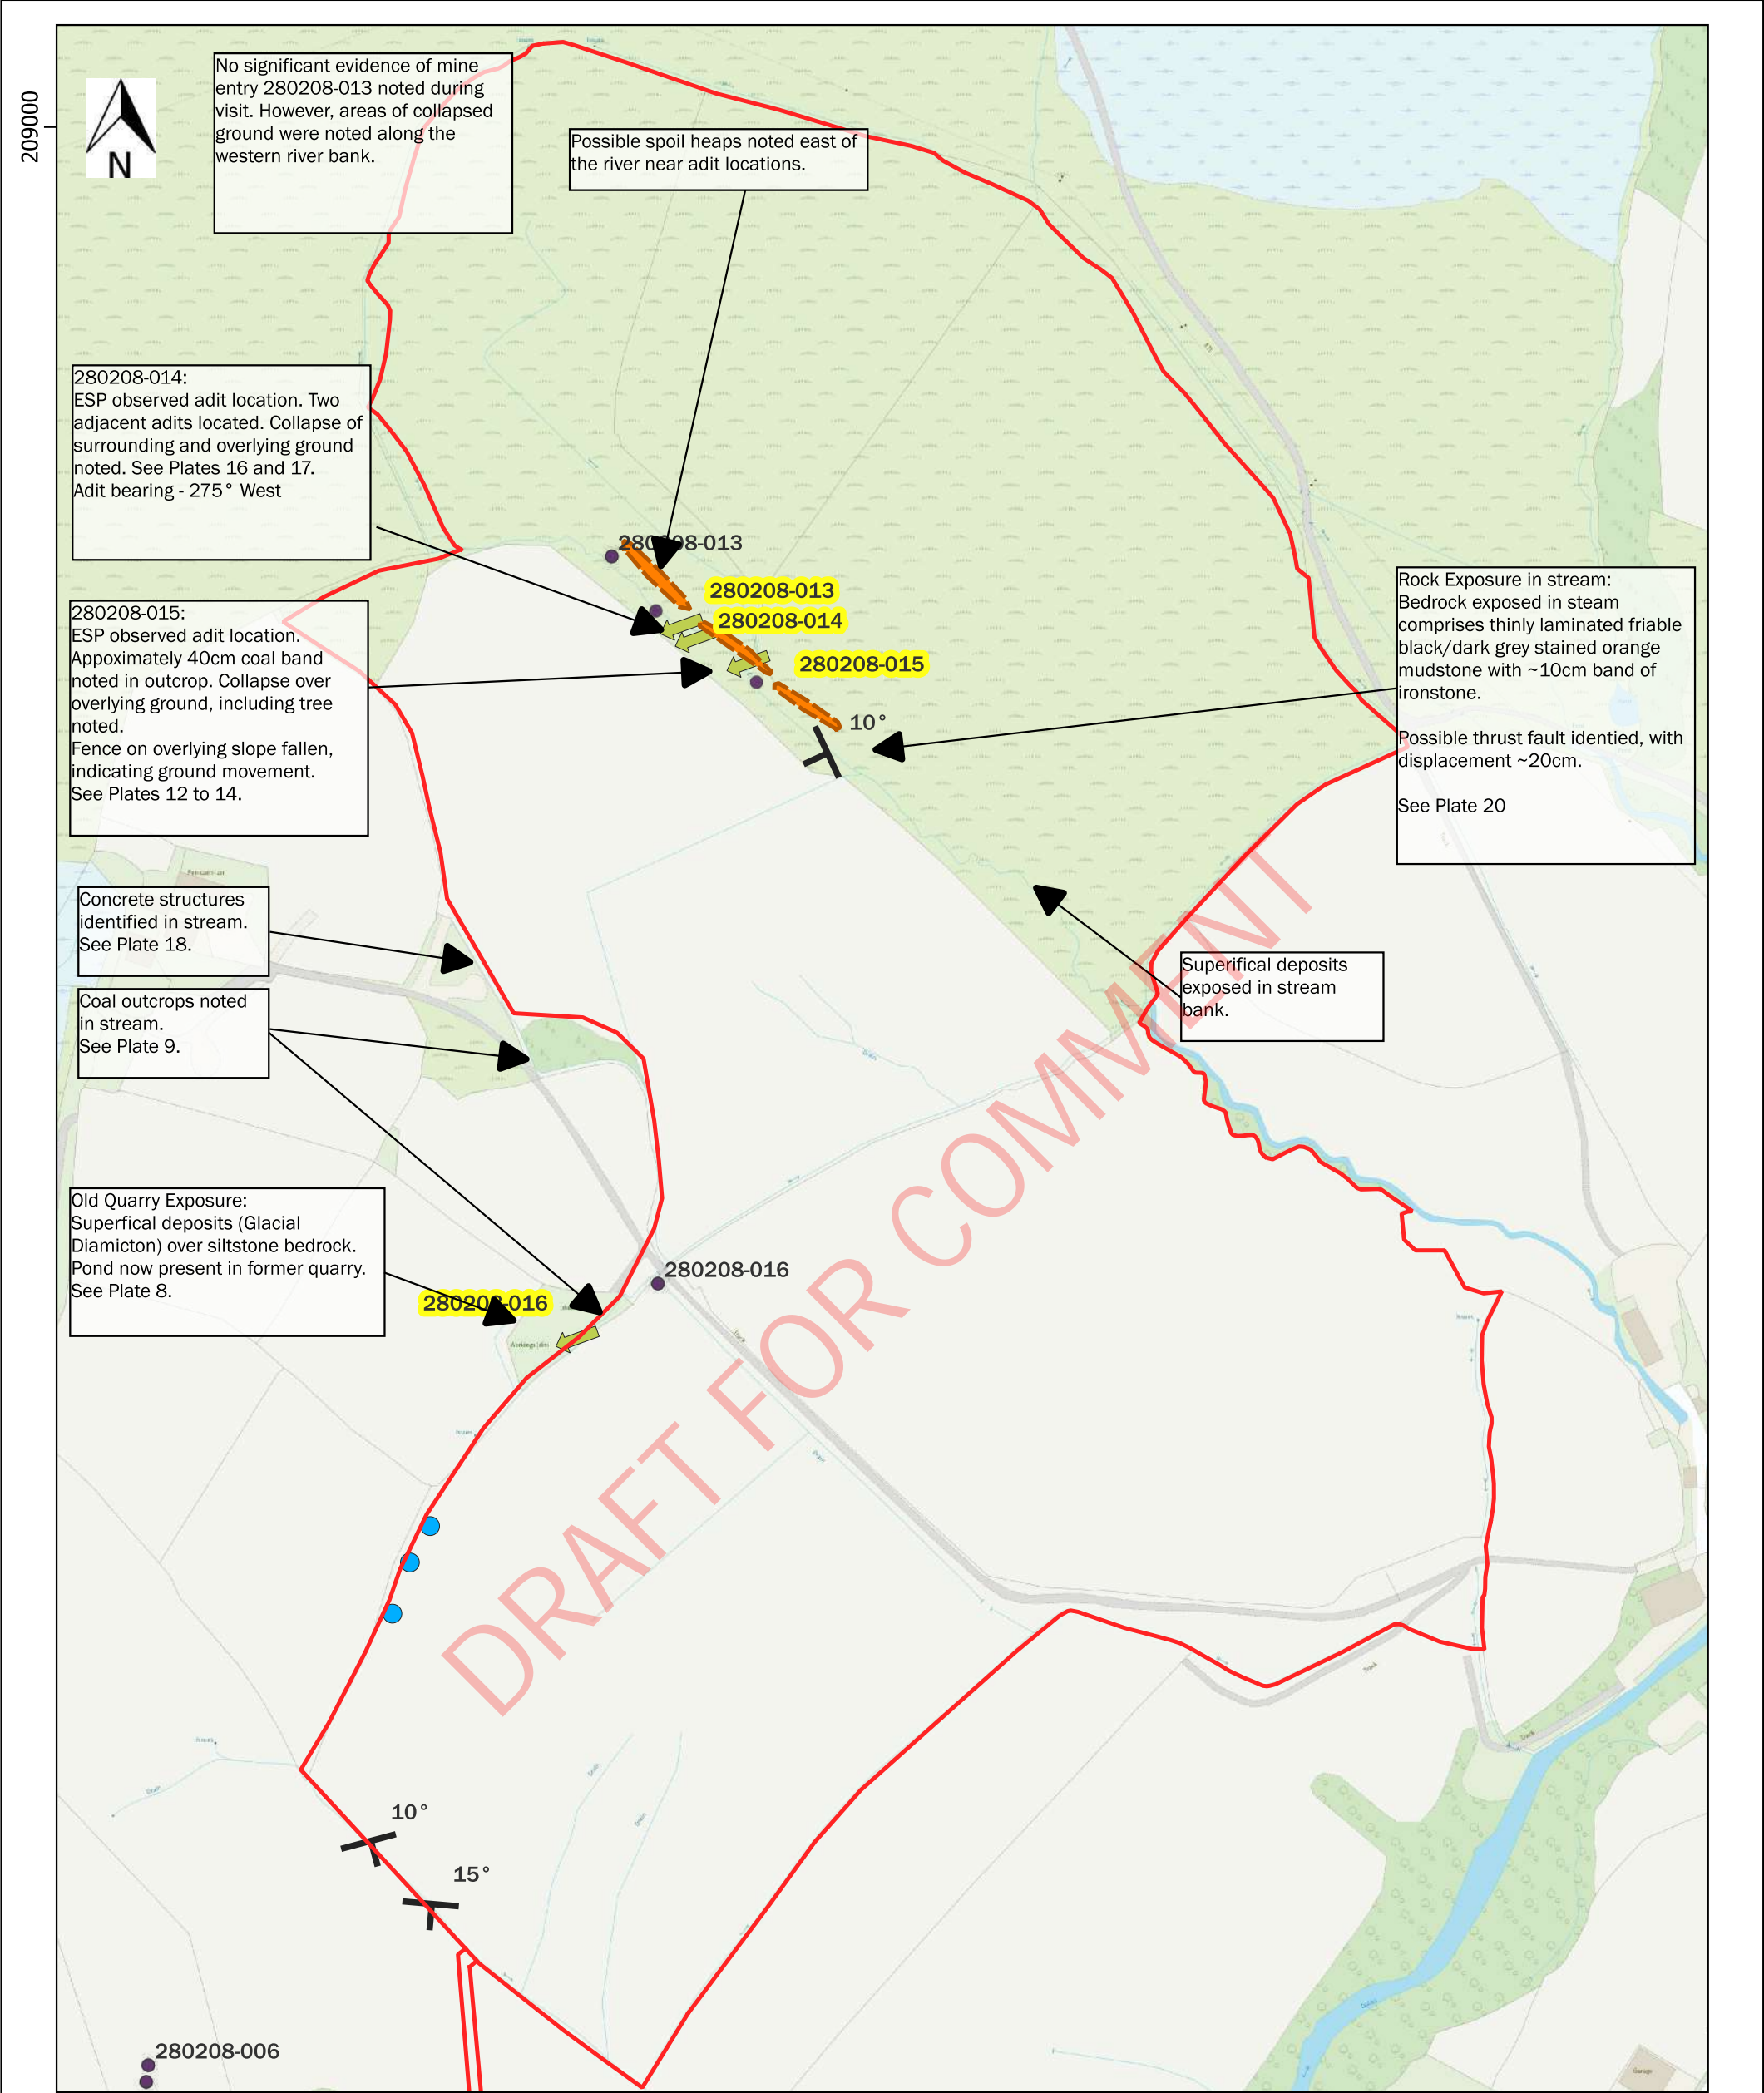 209000
N
No significant evidence of mine
entry 280208-013 noted during
visit. However, areas of collapsed
ground were noted along the
western river bank.
Possible spoil heaps noted east of
the river near adit locations.
280208-014:
ESP observed adit location. Two
adjacent adits located. Collapse of
surrounding and overlying ground
noted. See Plates 16 and 17.
Adit bearing - 275° West
280208-013
280208-013
280208-014
280208-015
10°
280208-015:
ESP observed adit location.
Appoximately 40cm coal band
noted in outcrop. Collapse over
overlying ground, including tree
noted.
Fence on overlying slope fallen,
indicating ground movement.
See Plates 12 to 14.
Rock Exposure in stream:
Bedrock exposed in steam
comprises thinly laminated friable
black/dark grey stained orange
mudstone with ~10cm band of
ironstone.
Possible thrust fault identied, with
displacement ~20cm.
See Plate 20
Concrete structures
identified in stream.
See Plate 18.
Superifical deposits
exposed in stream
bank.
Coal outcrops noted
in stream.
See Plate 9.
Drain
Old Quarry Exposure:
Superfical deposits (Glacial
Diamicton) over siltstone bedrock.
Pond now present in former quarry.
See Plate 8.
280208-016
280208-016
Track
Drain
DRAFT FOR COMMENT
Track
Track
Drain
Drain
Drain
10°
15°
280208-006
Garage